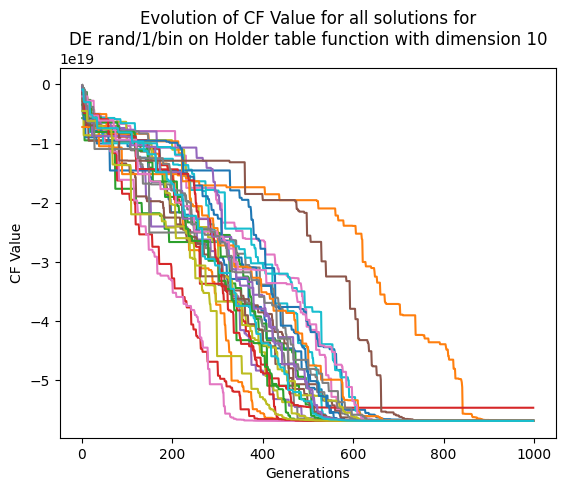 Evolution of CF Value for all solutions for
DE rand/1/bin on Holder table function with dimension 10
1e19
0
−1
−2
−3
−4
−5
CF Value
0 200 400 600 800 1000
Generations